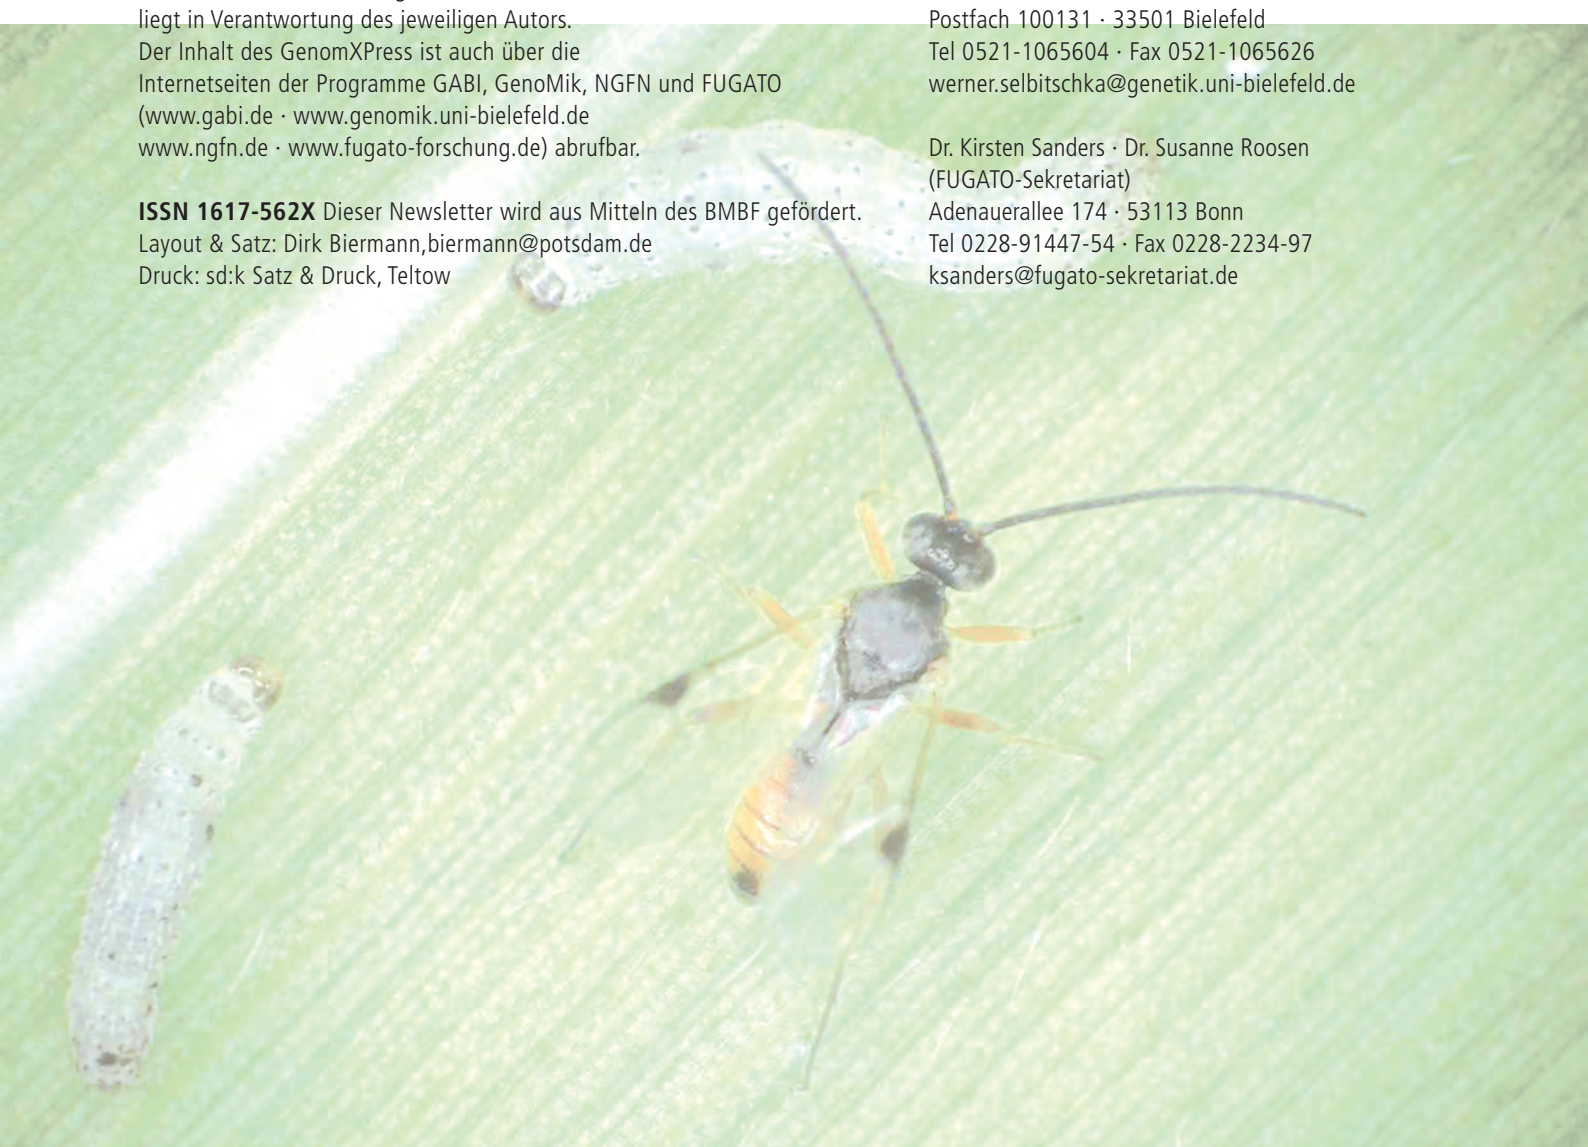 liegt in Verantwortung des jeweiligen Autors.
Der Inhalt des GenomXPress ist auch über die
Internetseiten der Programme GABI, GenoMik, NGFN und FUGATO
(www.gabi.de · www.genomik.uni-bielefeld.de
www.ngfn.de · www.fugato-forschung.de) abrufbar.
ISSN 1617-562X Dieser Newsletter wird aus Mitteln des BMBF gefördert.
Layout & Satz: Dirk Biermann,biermann@potsdam.de
Druck: sd:k Satz & Druck, Teltow
Postfach 100131 · 33501 Bielefeld
Tel 0521-1065604 · Fax 0521-1065626
werner.selbitschka@genetik.uni-bielefeld.de
Dr. Kirsten Sanders · Dr. Susanne Roosen
(FUGATO-Sekretariat)
Adenauerallee 174 · 53113 Bonn
Tel 0228-91447-54 · Fax 0228-2234-97
ksanders@fugato-sekretariat.de